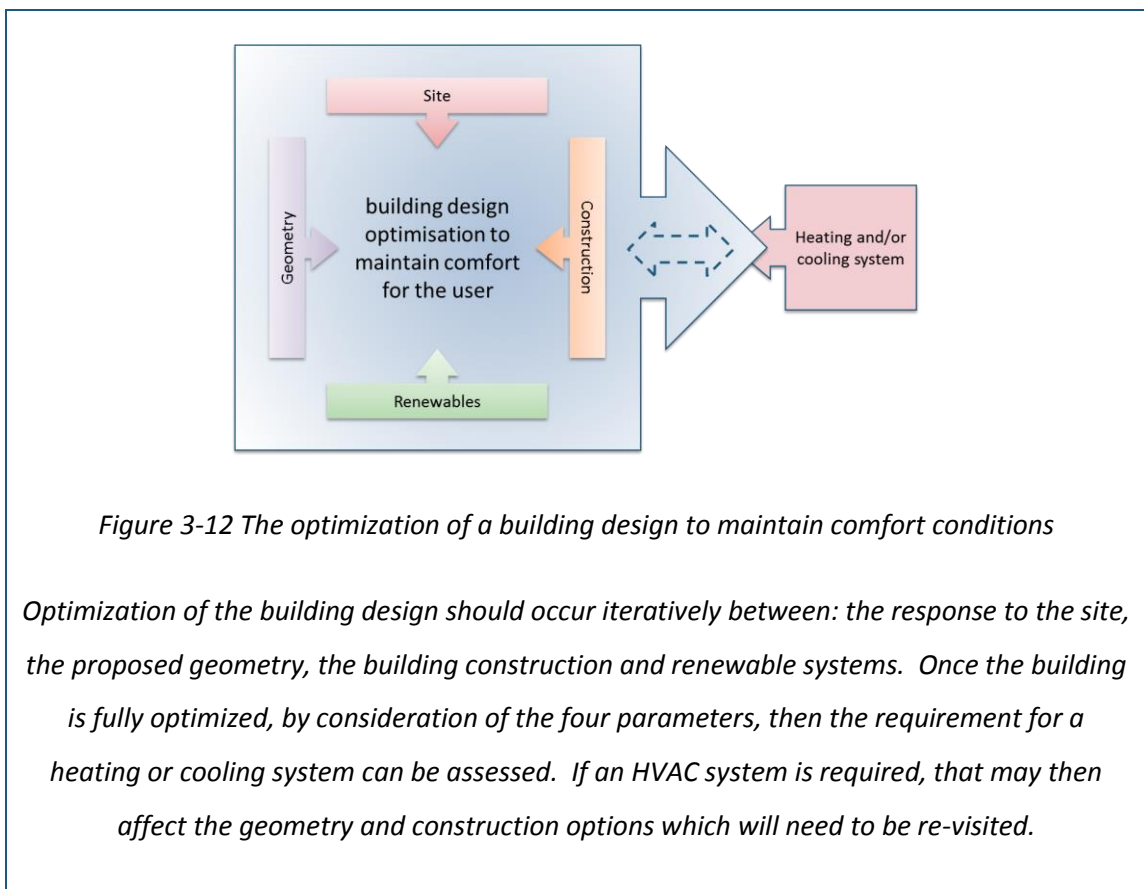 Site
Geometry
building design
optimisation to
maintain comfort
for the user
Construction
Heating and/or
cooling system
Renewables
Figure 3-12 The optimization of a building design to maintain comfort conditions
Optimization of the building design should occur iteratively between: the response to the site,
the proposed geometry, the building construction and renewable systems.  Once the building
is fully optimized, by consideration of the four parameters, then the requirement for a
heating or cooling system can be assessed.  If an HVAC system is required, that may then
affect the geometry and construction options which will need to be re-visited.